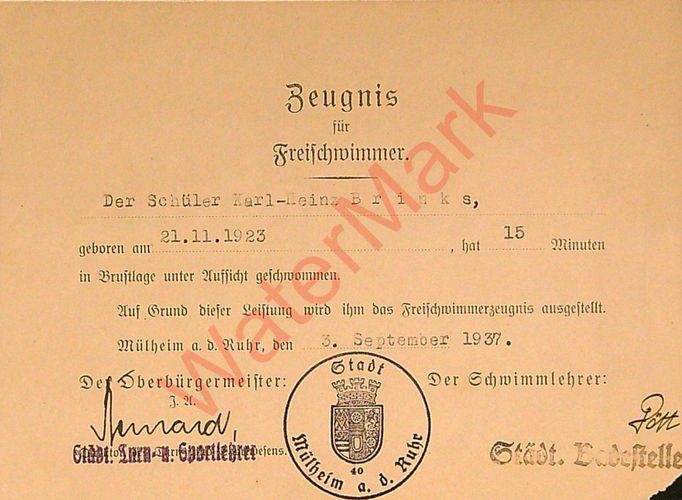 Zeugnis
für
Freischwimmer.
Der Schüler Karl-Heinz Brinks,
geboren am 21.11.1923, hat 15 Minuten
in Brustlage unter Aufsicht geschwommen.
Auf Grund dieser Leistung wird ihm das Freischwimmerzeugnis ausgestellt.
Mülheim a. d. Ruhr, den 3. September 1937.
Der Oberbürgermeister: Der Schwimmlehrer:
J. A.
Pött
Städt. Turn- u. Sportlehrer
Städt. Badestelle
Stadt
Mülheim a. d. Ruhr
40
WaterMark